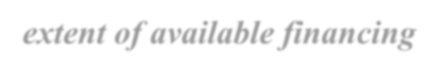 extent of available financing